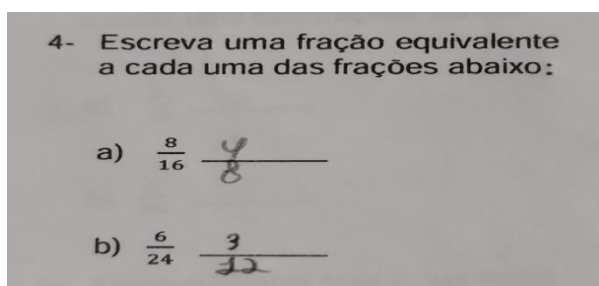 4- Escreva uma fração equivalente
a cada uma das frações abaixo:
a) 8/16 4/8
b) 6/24 3/12